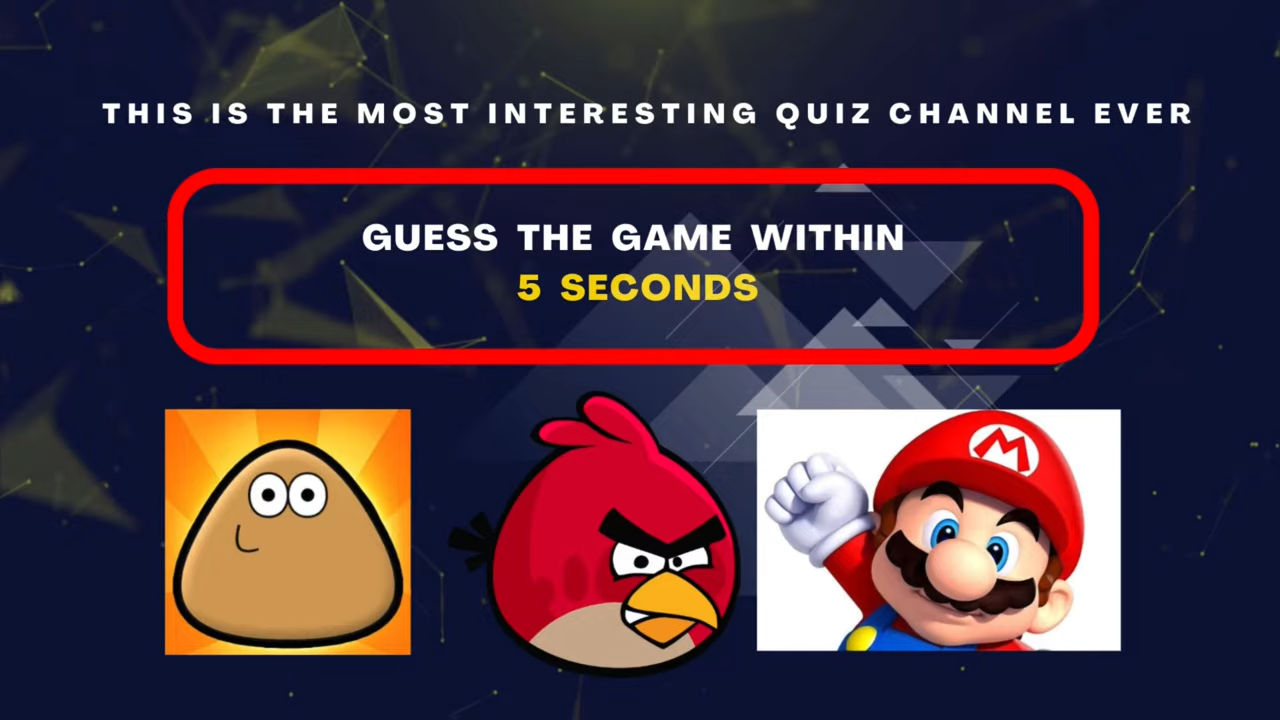 THIS IS THE MOST INTERESTING QUIZ CHANNEL EVER
GUESS THE GAME WITHIN
5 SECONDS
M